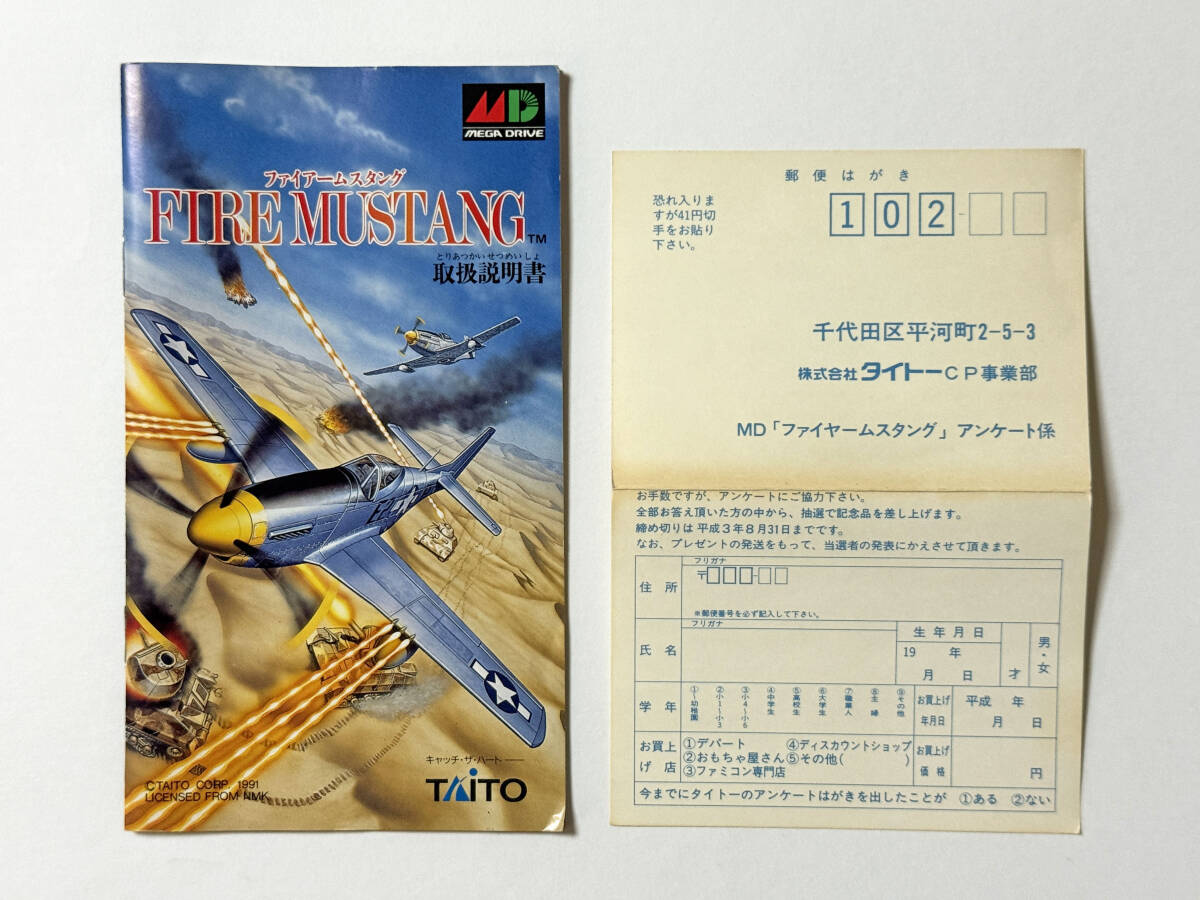 MD
MEGA DRIVE
ファイアームスタング
FIRE MUSTANG TM
とりあつかいせつめいしょ
取扱説明書
キャッチ・ザ・ハート
TAITO
©TAITO CORP. 1991
LICENSED FROM NMK
郵便はがき
恐れ入りま
すが41円切
手をお貼り
下さい。
102-
千代田区平河町2-5-3
株式会社タイトーCP事業部
MD「ファイヤームスタング」アンケート係
お手数ですが、アンケートにご協力下さい。
全部お答え頂いた方の中から、抽選で記念品を差し上げます。
締め切りは平成3年8月31日までです。
なお、プレゼントの発送をもって、当選者の発表にかえさせて頂きます。
住所
フリガナ
〒
※郵便番号を必ず記入して下さい。
氏名
フリガナ
生年月日
19 年
月 日
才
男・女
学年
①〜幼稚園
②小1〜小3
③小4〜小6
④中学生
⑤高校生
⑥大学生
⑦職業人
⑧主婦
⑨その他
お買上げ
年月日
平成 年
月 日
お買上
げ店
①デパート ④ディスカウントショップ
②おもちゃ屋さん ⑤その他( )
③ファミコン専門店
お買上げ
価格
円
今までにタイトーのアンケートはがきを出したことが ①ある ②ない